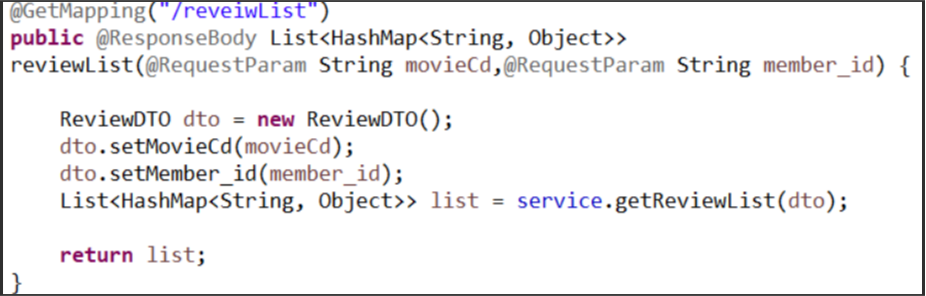 @GetMapping("/reveiwList")
public @ResponseBody List<HashMap<String, Object>>
reviewList(@RequestParam String movieCd,@RequestParam String member_id) {
ReviewDTO dto = new ReviewDTO();
dto.setMovieCd(movieCd);
dto.setMember_id(member_id);
List<HashMap<String, Object>> list = service.getReviewList(dto);
return list;
}